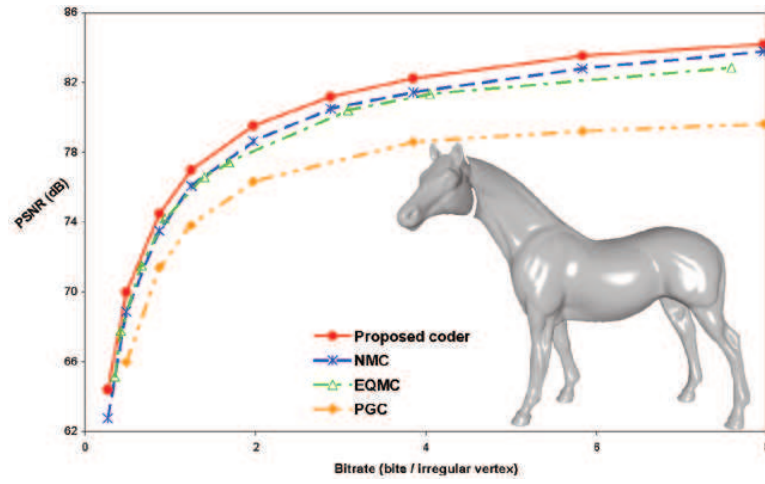 86
82
78
74
70
66
62
PSNR (dB)
Proposed coder
NMC
EQMC
PGC
0
2
4
6
8
Bitrate (bits / irregular vertex)